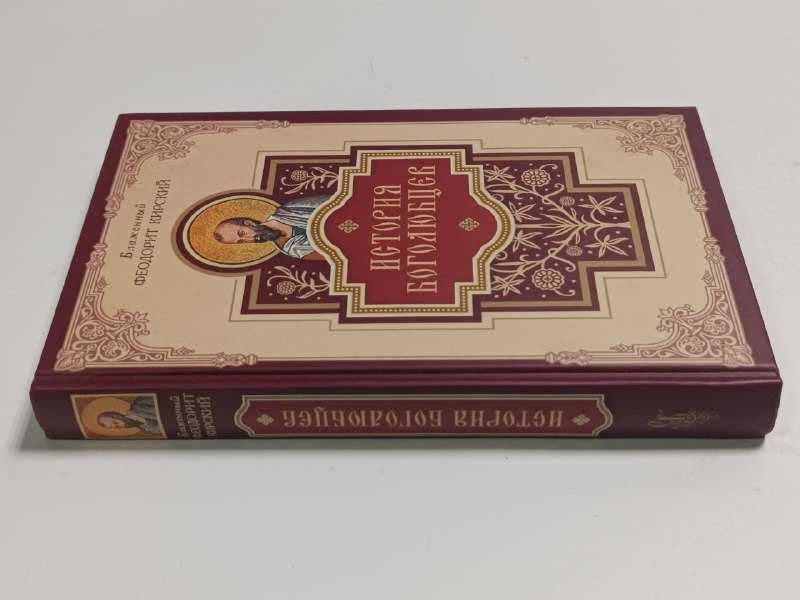 Блаженный
ФЕОДОРИТ КИРСКИЙ
ИСТОРИЯ
БОГОЛЮБЦЕВ
Блаженный
ФЕОДОРИТ
КИРСКИЙ
ИСТОРИЯ БОГОЛЮБЦЕВ